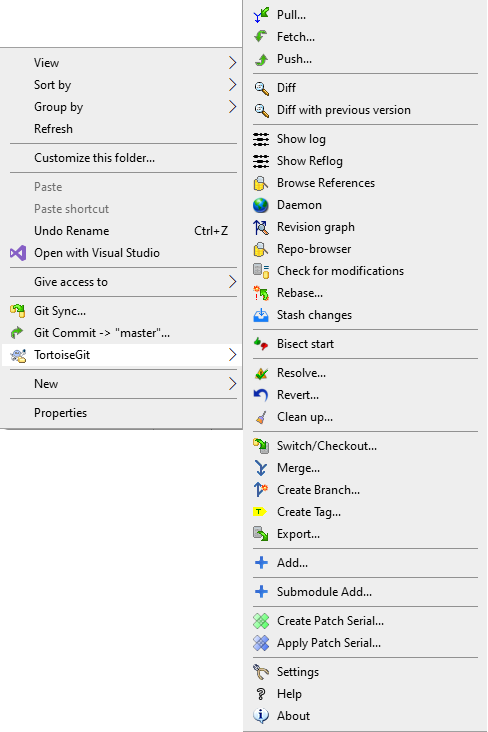 View
Sort by
Group by
Refresh
Customize this folder...
Paste
Paste shortcut
Undo Rename Ctrl+Z
Open with Visual Studio
Give access to
Git Sync...
Git Commit -> "master"...
TortoiseGit
New
Properties
Pull...
Fetch...
Push...
Diff
Diff with previous version
Show log
Show Reflog
Browse References
Daemon
Revision graph
Repo-browser
Check for modifications
Rebase...
Stash changes
Bisect start
Resolve...
Revert...
Clean up...
Switch/Checkout...
Merge...
Create Branch...
Create Tag...
Export...
Add...
Submodule Add...
Create Patch Serial...
Apply Patch Serial...
Settings
Help
About